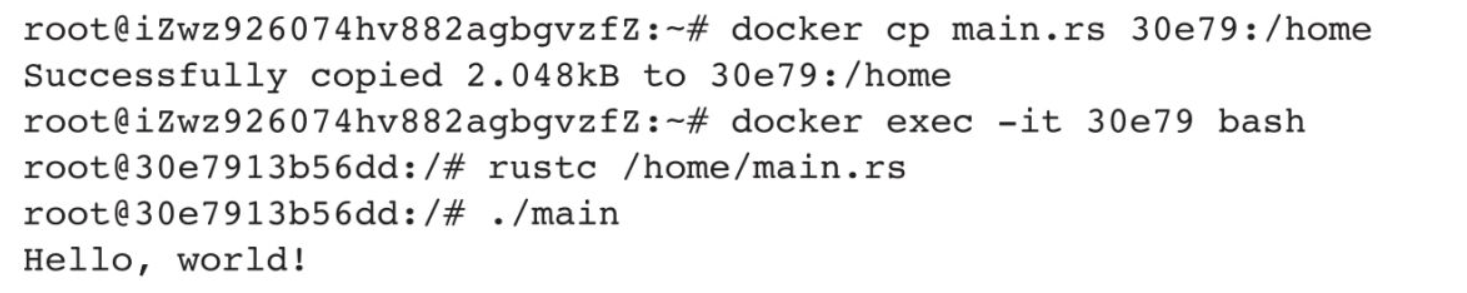 root@iZwz926074hv882agbgvzfZ:~# docker cp main.rs 30e79:/home
Successfully copied 2.048kB to 30e79:/home
root@iZwz926074hv882agbgvzfZ:~# docker exec -it 30e79 bash
root@30e7913b56dd:/# rustc /home/main.rs
root@30e7913b56dd:/# ./main
Hello, world!